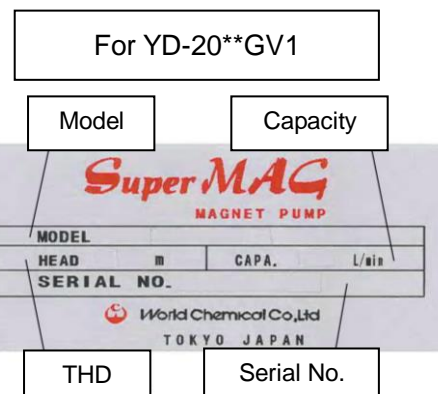 For YD-20**GV1
Model
Capacity
Super MAG
MAGNET PUMP
MODEL
HEAD m CAPA. L/min
SERIAL NO.
World Chemical Co,Ltd
TOKYO JAPAN
THD
Serial No.